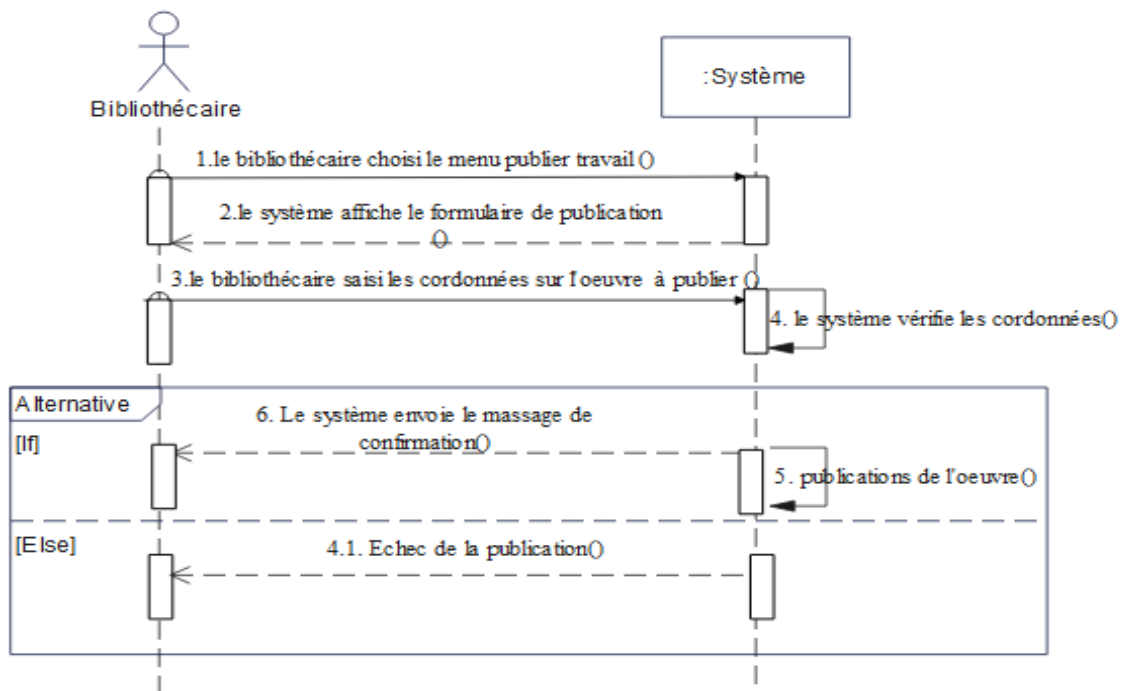 :Système
Bibliothécaire
1.le bibliothécaire choisi le menu publier travail ()
2.le système affiche le formulaire de publication
()
3.le bibliothécaire saisi les cordonnées sur l'oeuvre à publier ()
4. le système vérifie les cordonnées()
Alternative
[If]
6. Le système envoie le massage de
confirmation()
5. publications de l'oeuvre()
[Else]
4.1. Echec de la publication()